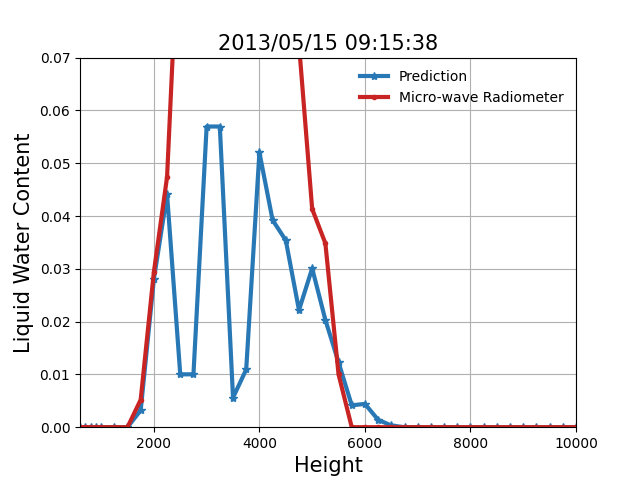 2013/05/15 09:15:38
Prediction
Micro-wave Radiometer
Liquid Water Content
0.07
0.06
0.05
0.04
0.03
0.02
0.01
0.00
2000 4000 6000 8000 10000
Height